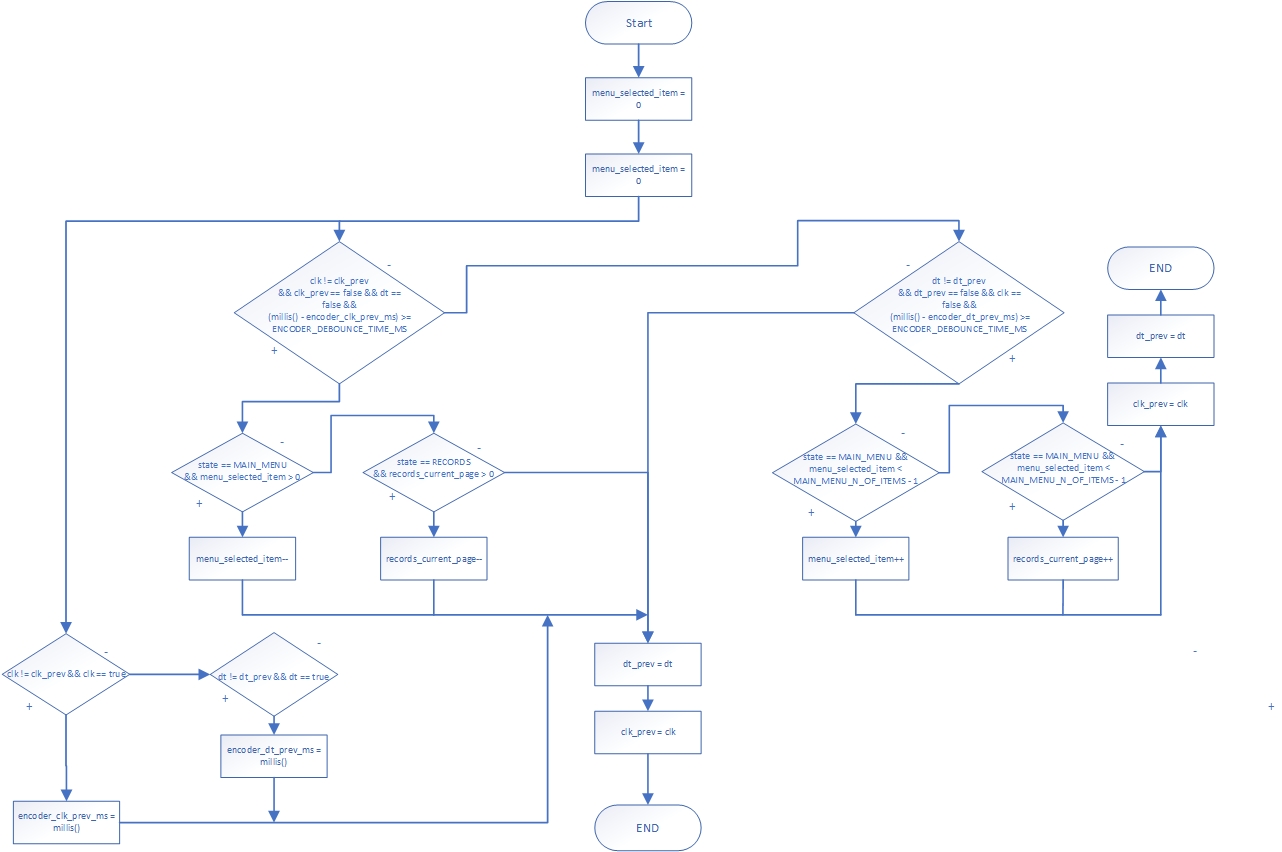 Start
menu_selected_item =
0
menu_selected_item =
0
-
clk != clk_prev
&& clk_prev == false && dt ==
false &&
(millis() - encoder_clk_prev_ms) >=
ENCODER_DEBOUNCE_TIME_MS
+
-
dt != dt_prev
&& dt_prev == false && clk ==
false &&
(millis() - encoder_dt_prev_ms) >=
ENCODER_DEBOUNCE_TIME_MS
+
END
dt_prev = dt
clk_prev = clk
-
state == MAIN_MENU
&& menu_selected_item > 0
+
-
state == RECORDS
&& records_current_page > 0
+
-
state == MAIN_MENU &&
menu_selected_item <
MAIN_MENU_N_OF_ITEMS - 1
+
-
state == MAIN_MENU &&
menu_selected_item <
MAIN_MENU_N_OF_ITEMS - 1
+
menu_selected_item--
records_current_page--
menu_selected_item++
records_current_page++
-
clk != clk_prev && clk == true
+
-
dt != dt_prev && dt == true
+
dt_prev = dt
-
+
clk_prev = clk
encoder_dt_prev_ms =
millis()
encoder_clk_prev_ms =
millis()
END